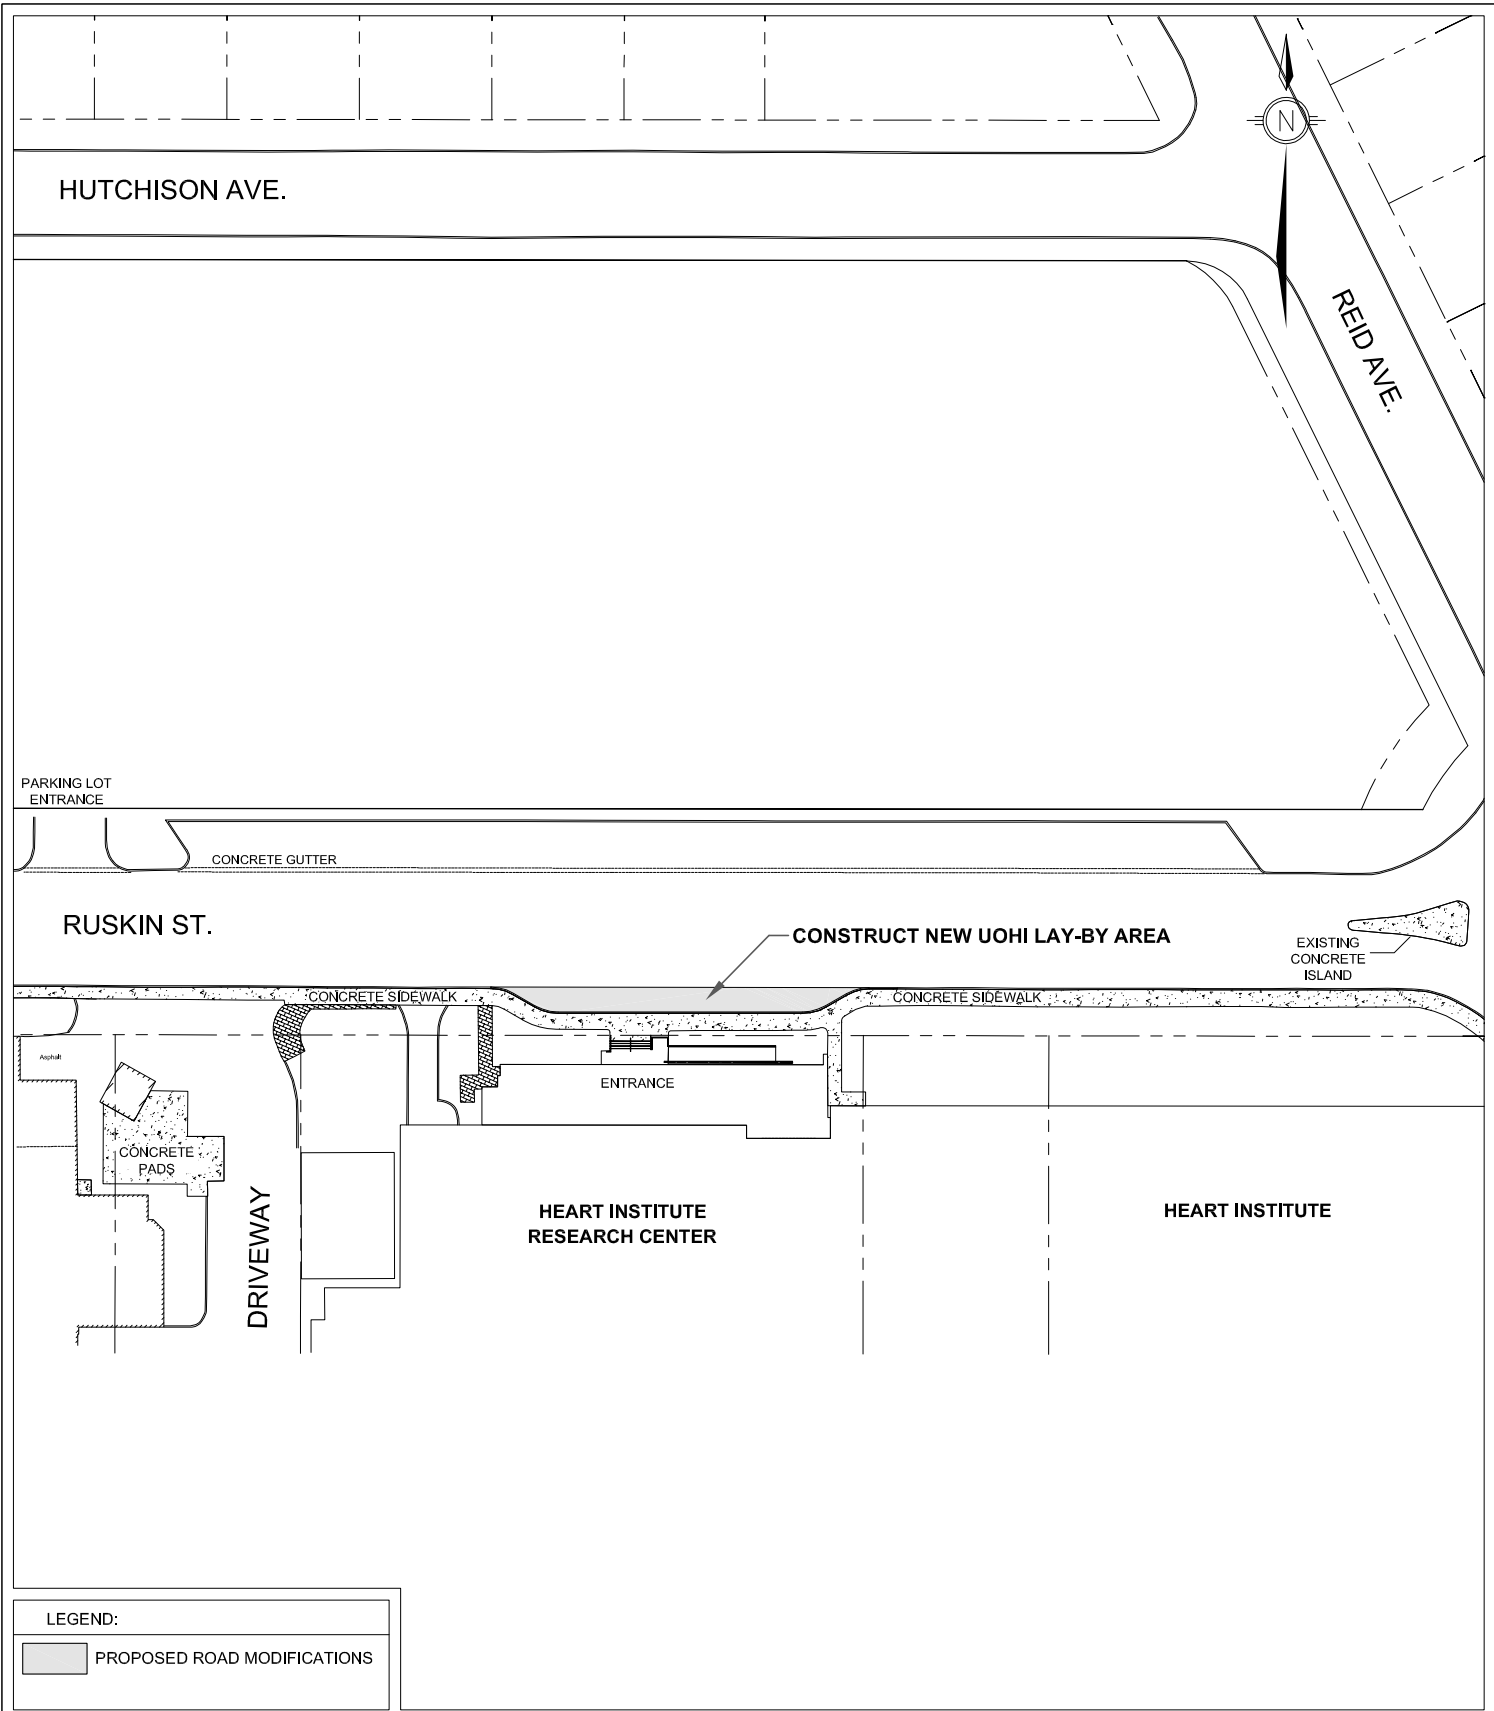 HUTCHISON AVE.
N
REID AVE.
PARKING LOT
ENTRANCE
CONCRETE GUTTER
RUSKIN ST.
CONSTRUCT NEW UOHI LAY-BY AREA
EXISTING
CONCRETE
ISLAND
CONCRETE SIDEWALK
CONCRETE SIDEWALK
Asphalt
ENTRANCE
CONCRETE
PADS
DRIVEWAY
HEART INSTITUTE
RESEARCH CENTER
HEART INSTITUTE
LEGEND:
PROPOSED ROAD MODIFICATIONS